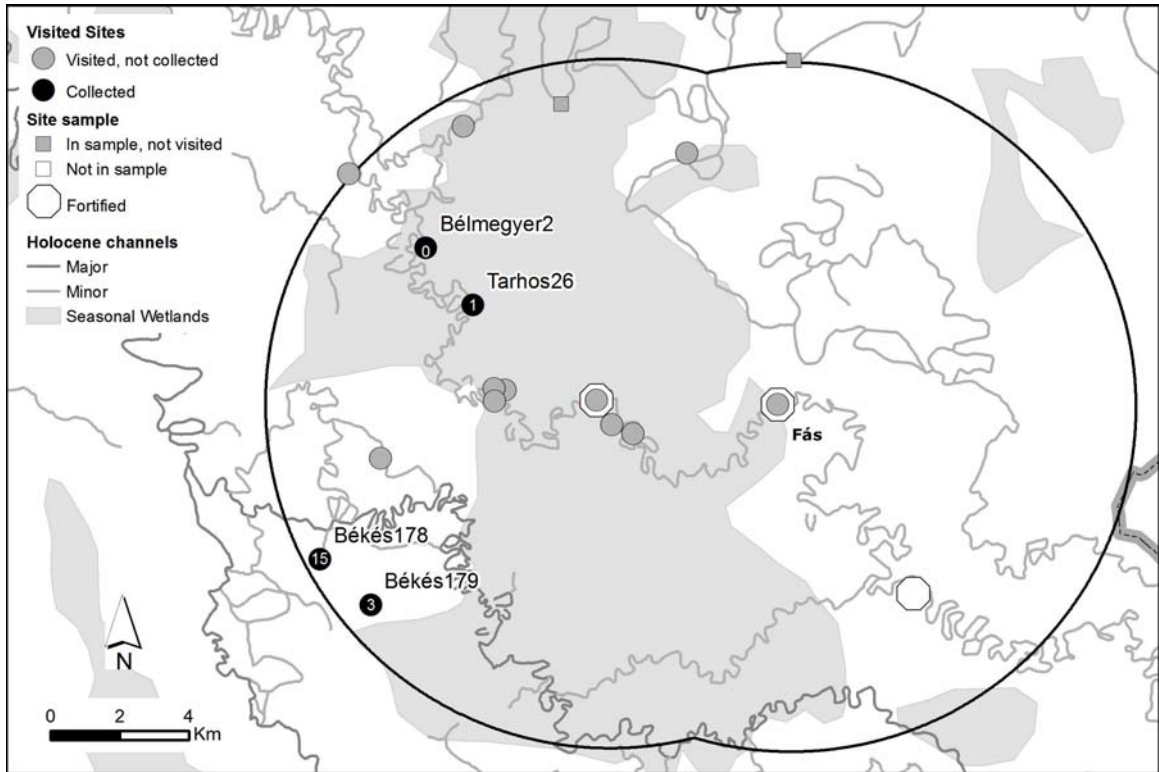 Visited Sites
Visited, not collected
Collected
Site sample
In sample, not visited
Not in sample
Fortified
Holocene channels
Major
Minor
Seasonal Wetlands
Bélmegyer2
0
Tarhos26
1
Fás
Békés178
15
Békés179
3
N
0 2 4
Km